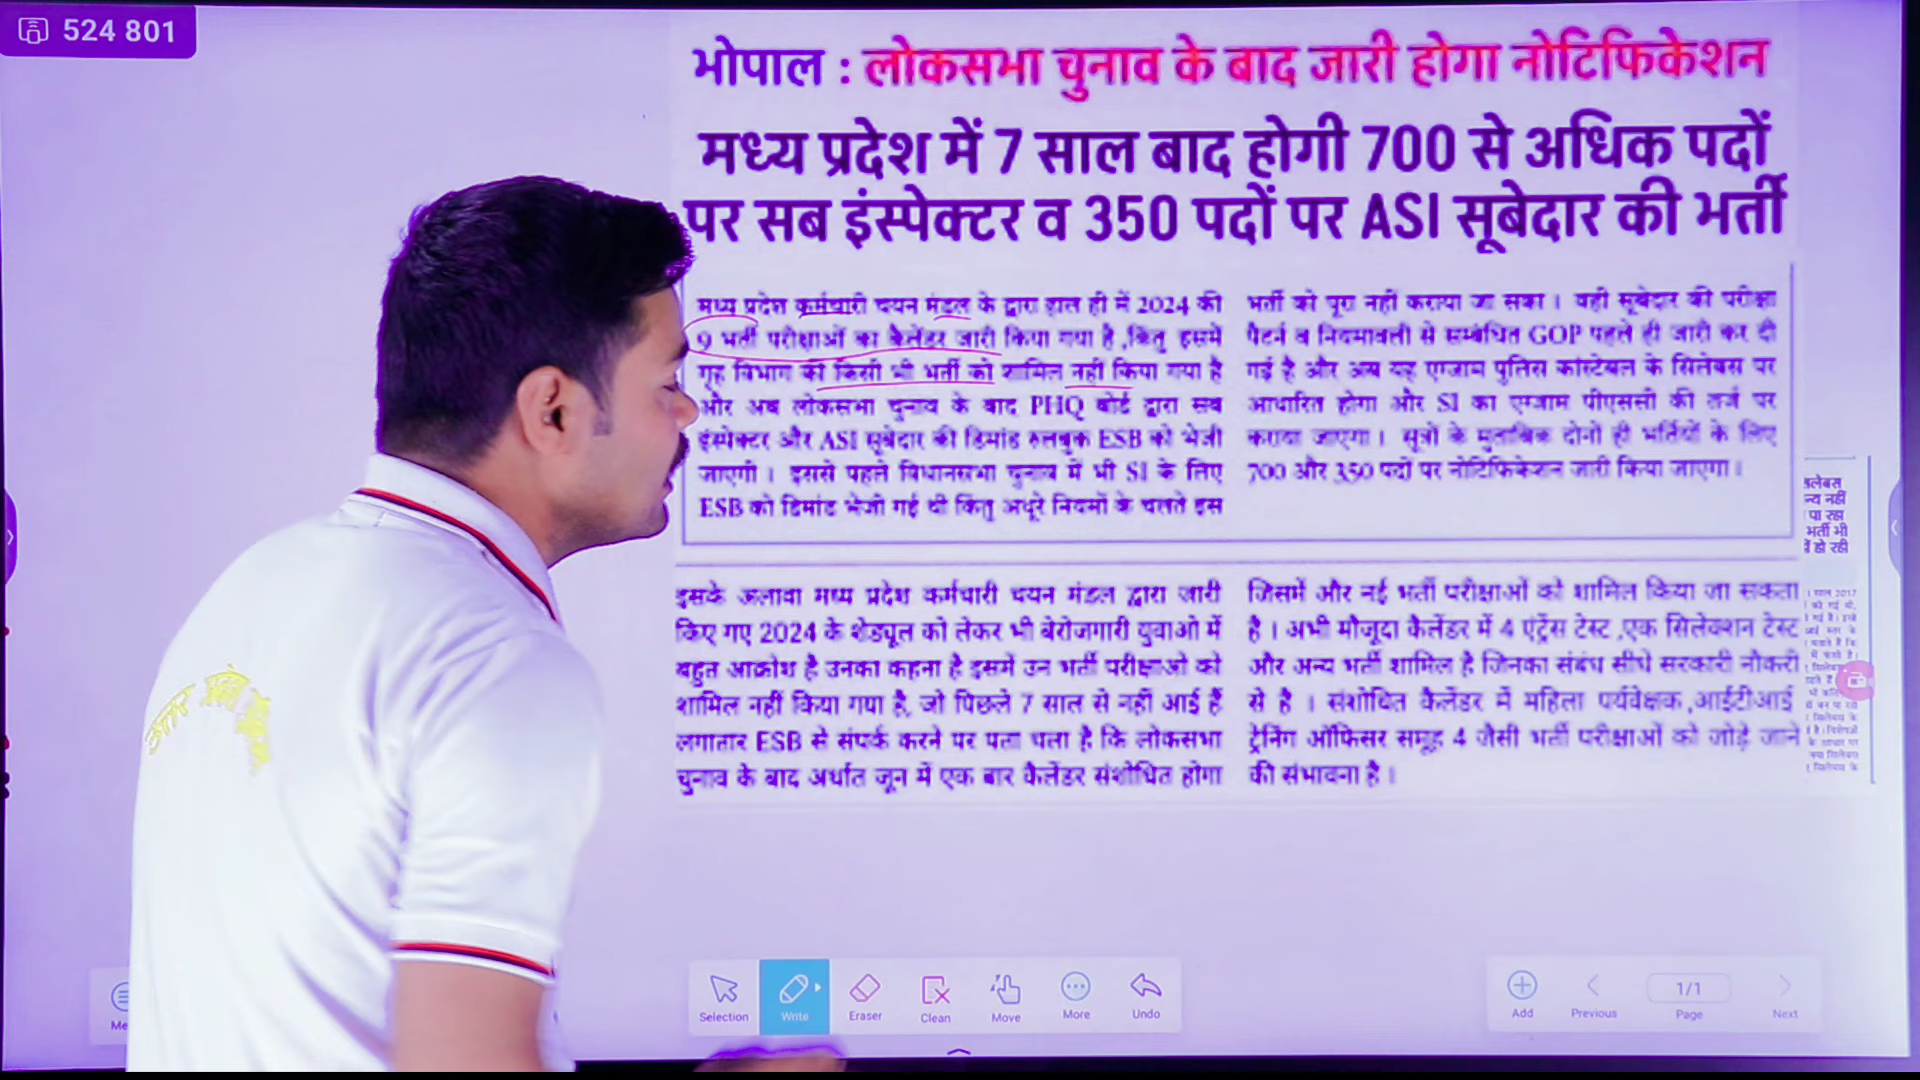 524 801
भोपाल : लोकसभा चुनाव के बाद जारी होगा नोटिफिकेशन
मध्य प्रदेश में 7 साल बाद होगी 700 से अधिक पदों
पर सब इंस्पेक्टर व 350 पदों पर ASI सूबेदार की भर्ती
मध्य प्रदेश कर्मचारी चयन मंडल के द्वारा हाल ही में 2024 की
9 भर्ती परीक्षाओं का कैलेंडर जारी किया गया है ,किंतु इसमें
गृह विभाग की किसी भी भर्ती को शामिल नहीं किया गया है
और अब लोकसभा चुनाव के बाद PHQ बोर्ड द्वारा सब
इंस्पेक्टर और ASI सूबेदार की डिमांड रूलबुक ESB को भेजी
जाएगी । इससे पहले विधानसभा चुनाव में भी SI के लिए
ESB को डिमांड भेजी गई थी किंतु अधूरे नियमों के चलते इस
भर्ती को पूरा नहीं कराया जा सका । वही सूबेदार की परीक्षा
पैटर्न व नियमावली से सम्बंधित GOP पहले ही जारी कर दी
गई है और अब यह एग्जाम पुलिस कांस्टेबल के सिलेबस पर
आधारित होगा और SI का एग्जाम पीएससी की तर्ज पर
कराया जाएगा । सूत्रों के मुताबिक दोनों ही भर्तियों के लिए
700 और 350 पदों पर नोटिफिकेशन जारी किया जाएगा ।
इसके अलावा मध्य प्रदेश कर्मचारी चयन मंडल द्वारा जारी
किए गए 2024 के शेड्यूल को लेकर भी बेरोजगारी युवाओ में
बहुत आक्रोश है उनका कहना है इसमें उन भर्ती परीक्षाओ को
शामिल नहीं किया गया है, जो पिछले 7 साल से नहीं आई हैं
लगातार ESB से संपर्क करने पर पता चला है कि लोकसभा
चुनाव के बाद अर्थात जून में एक बार कैलेंडर संशोधित होगा
जिसमें और नई भर्ती परीक्षाओं को शामिल किया जा सकता
है । अभी मौजूदा कैलेंडर में 4 एंट्रेंस टेस्ट ,एक सिलेक्शन टेस्ट
और अन्य भर्ती शामिल है जिनका संबंध सीधे सरकारी नौकरी
से है । संशोधित कैलेंडर में महिला पर्यवेक्षक ,आईटीआई
ट्रेनिंग ऑफिसर समूह 4 जैसी भर्ती परीक्षाओं को जोड़े जाने
की संभावना है ।
सिलेबस
न्य नहीं
पा रहा
भर्ती भी
हो रही
Me
Selection
Write
Eraser
Clean
Move
More
Undo
Add
Previous
1/1
Page
Next